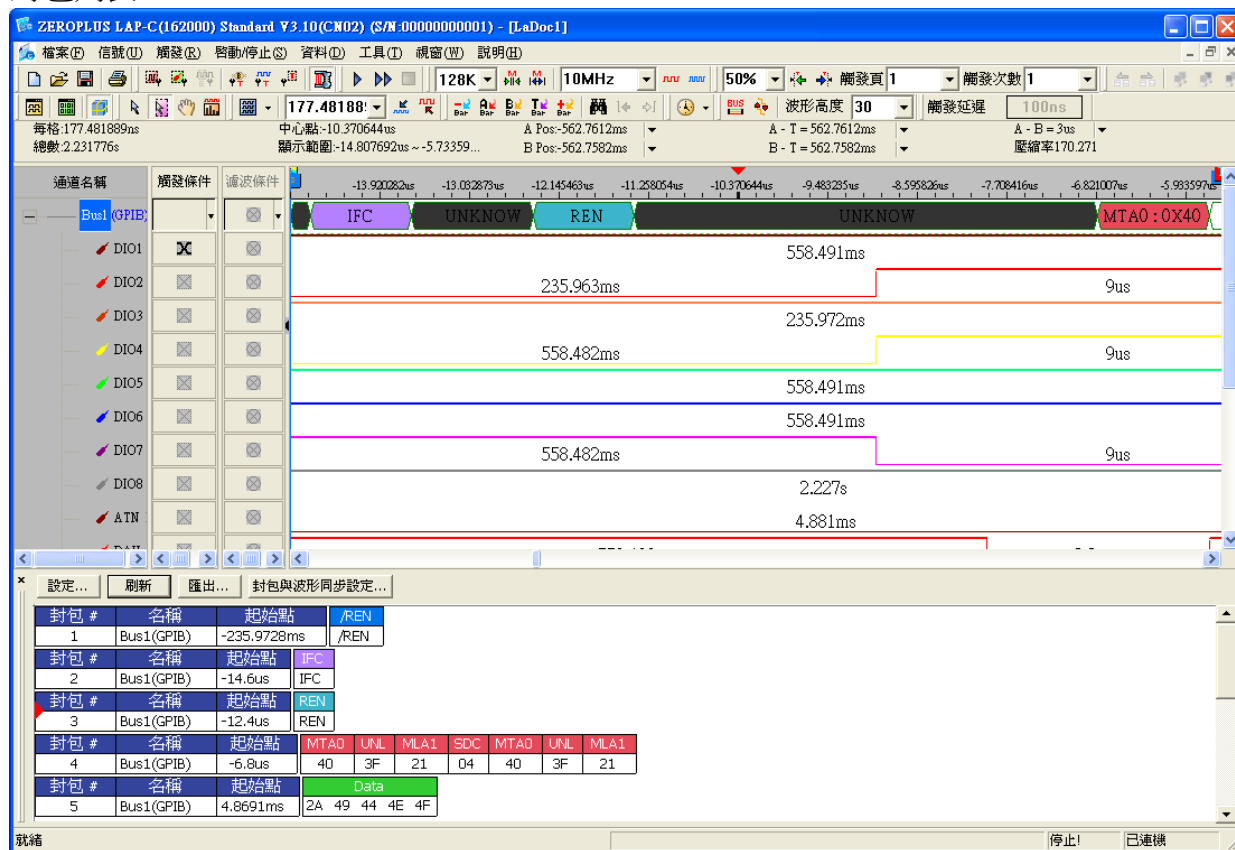 ZEROPLUS LAP-C(162000) Standard V3.10(CN02) (S/N:00000000001) - [LaDoc1]
檔案(F) 信號(U) 觸發(R) 啓動/停止(S) 資料(D) 工具(T) 視窗(W) 說明(H)
128K 10MHz 50% 觸發頁 1 觸發次數 1
177.48188! Bar Bar Bar Bar Bar BUS 波形高度 30 觸發延遲 100ns
每格:177.481889ns 中心點:-10.370644us A Pos:-562.7612ms A - T = 562.7612ms A - B = 3us
總數:2.231776s 顯示範圍:-14.807692us ~ -5.73359... B Pos:-562.7582ms B - T = 562.7582ms 壓縮率170.271
通道名稱 觸發條件 濾波條件 -13.920282us -13.032873us -12.145463us -11.258054us -10.370644us -9.483235us -8.595826us -7.708416us -6.821007us -5.933597us
Bus1 (GPIB) IFC UNKNOW REN UNKNOW MTA0 : 0X40
DIO1 558.491ms
DIO2 235.963ms 9us
DIO3 235.972ms
DIO4 558.482ms 9us
DIO5 558.491ms
DIO6 558.491ms
DIO7 558.482ms 9us
DIO8 2.227s
ATN 4.881ms
設定... 刷新 匯出... 封包與波形同步設定...
封包 # 名稱 起始點 /REN
1 Bus1(GPIB) -235.9728ms /REN
封包 # 名稱 起始點 IFC
2 Bus1(GPIB) -14.6us IFC
封包 # 名稱 起始點 REN
3 Bus1(GPIB) -12.4us REN
封包 # 名稱 起始點 MTA0 UNL MLA1 SDC MTA0 UNL MLA1
4 Bus1(GPIB) -6.8us 40 3F 21 04 40 3F 21
封包 # 名稱 起始點 Data
5 Bus1(GPIB) 4.8691ms 2A 49 44 4E 4F
就緒 停止! 已連機